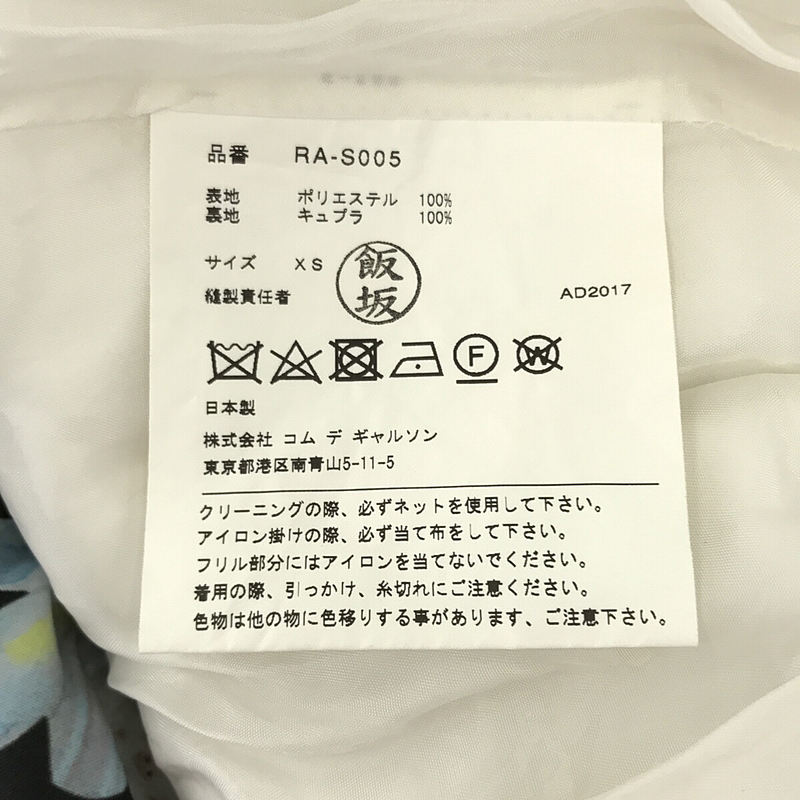 品番 RA-S005
表地 ポリエステル 100%
裏地 キュプラ 100%
サイズ XS
飯坂
縫製責任者
AD2017
F W
日本製
株式会社 コム デ ギャルソン
東京都港区南青山5-11-5
クリーニングの際、必ずネットを使用して下さい。
アイロン掛けの際、必ず当て布をして下さい。
フリル部分にはアイロンを当てないでください。
着用の際、引っかけ、糸切れにご注意ください。
色物は他の物に色移りする事があります、ご注意下さい。